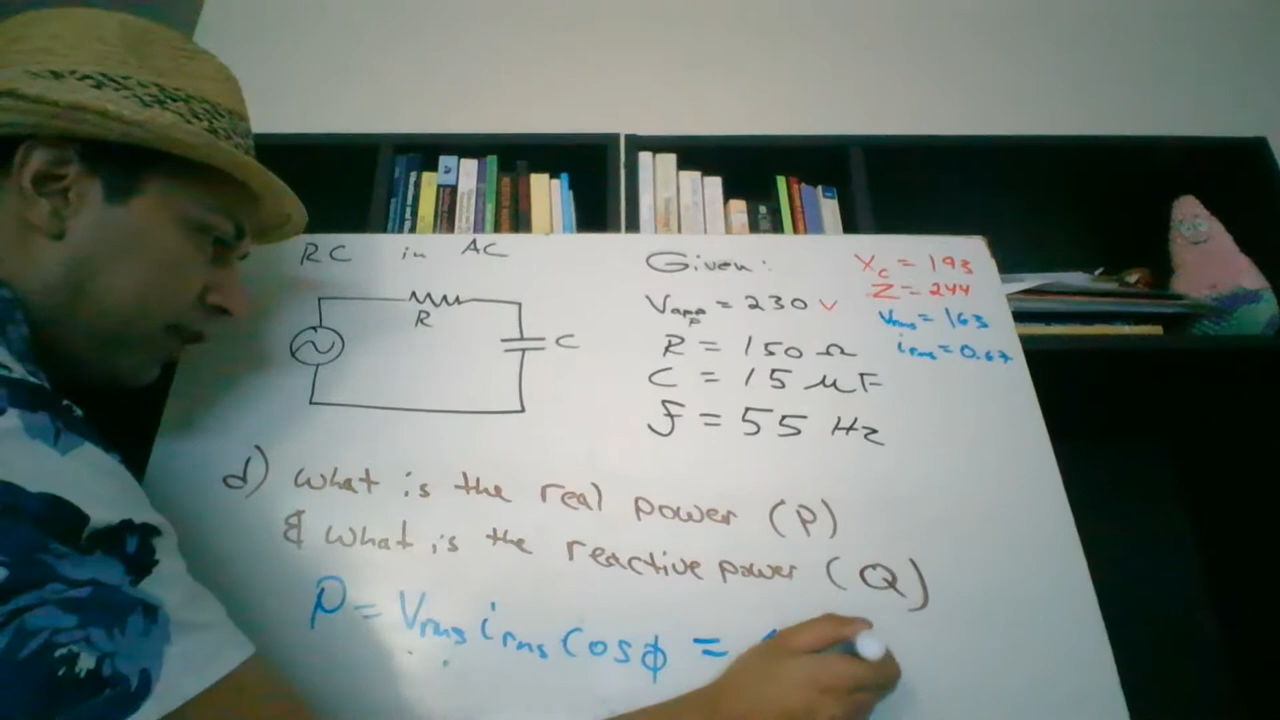 RC in AC
R
C
Given:
Vapp = 230 V
R = 150 Ω
C = 15 µF
f = 55 Hz
Xc = 193
Z = 244
Vrms = 163
irms = 0.67
d) What is the real power (P)
& What is the reactive power (Q)
P = Vrms irms Cos ϕ =